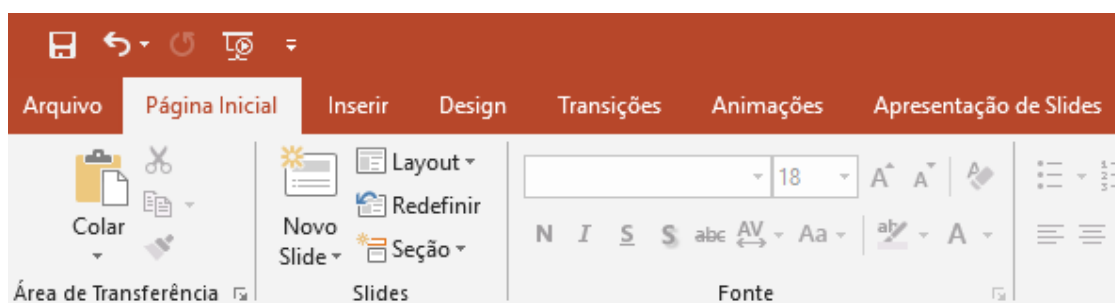 Arquivo Página Inicial Inserir Design Transições Animações Apresentação de Slides
Colar
Novo Slide
Layout
Redefinir
Seção
18 A A
N I S S abc AV Aa ab A
Área de Transferência Slides Fonte